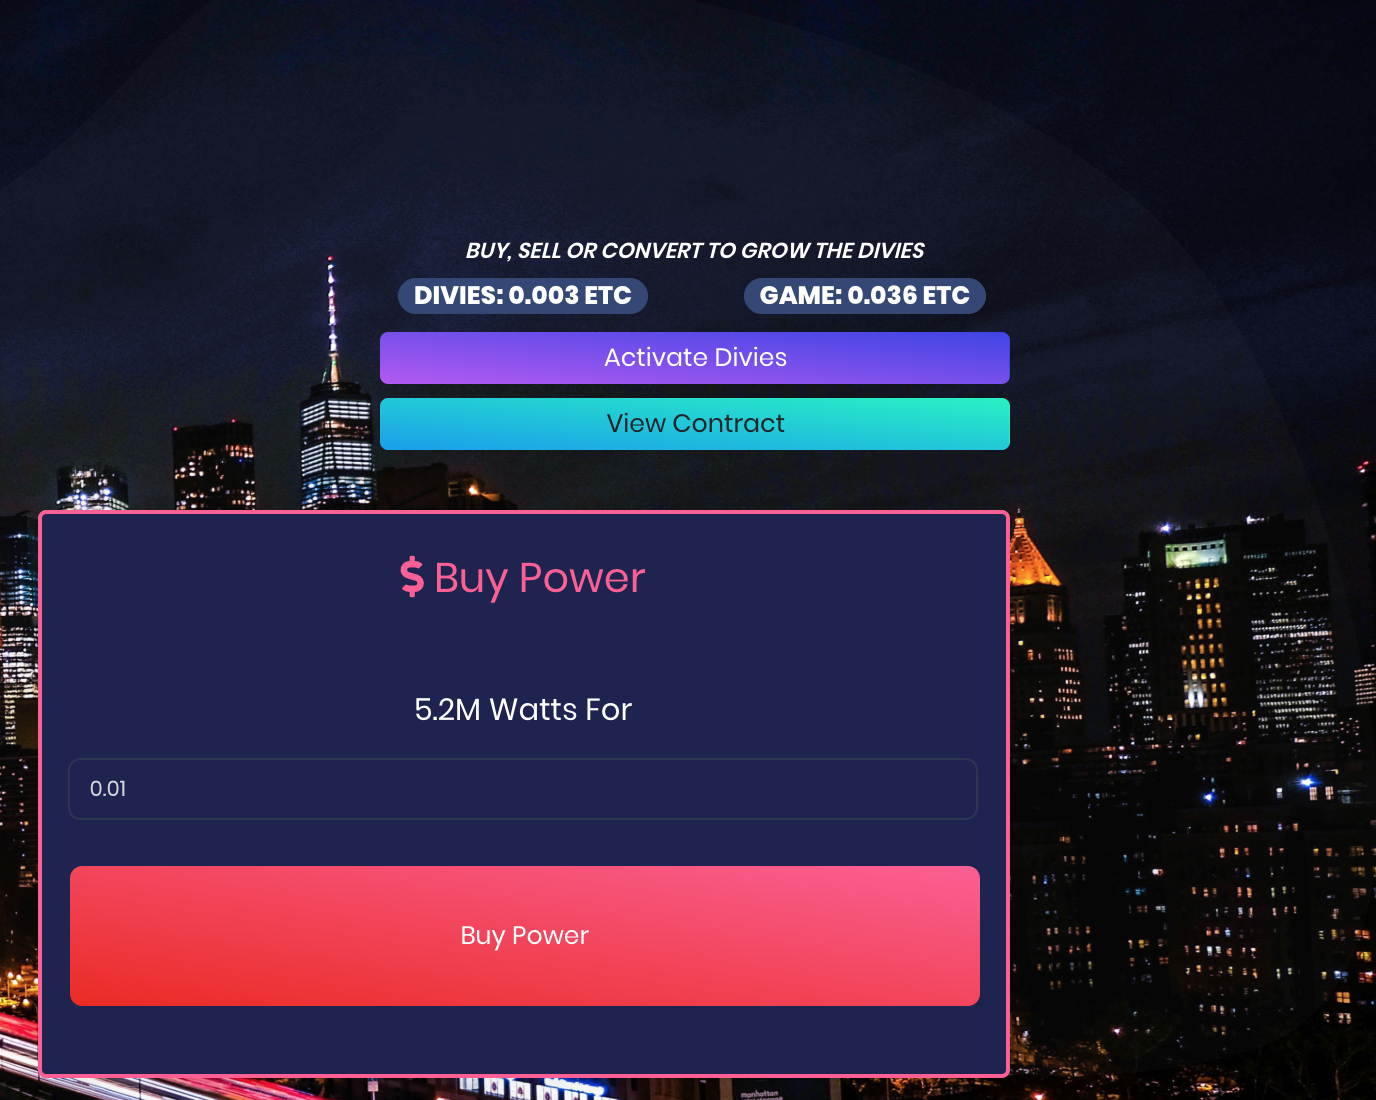 BUY, SELL OR CONVERT TO GROW THE DIVIES
DIVIES: 0.003 ETC
GAME: 0.036 ETC
Activate Divies
View Contract
$ Buy Power
5.2M Watts For
0.01
Buy Power
manhattan